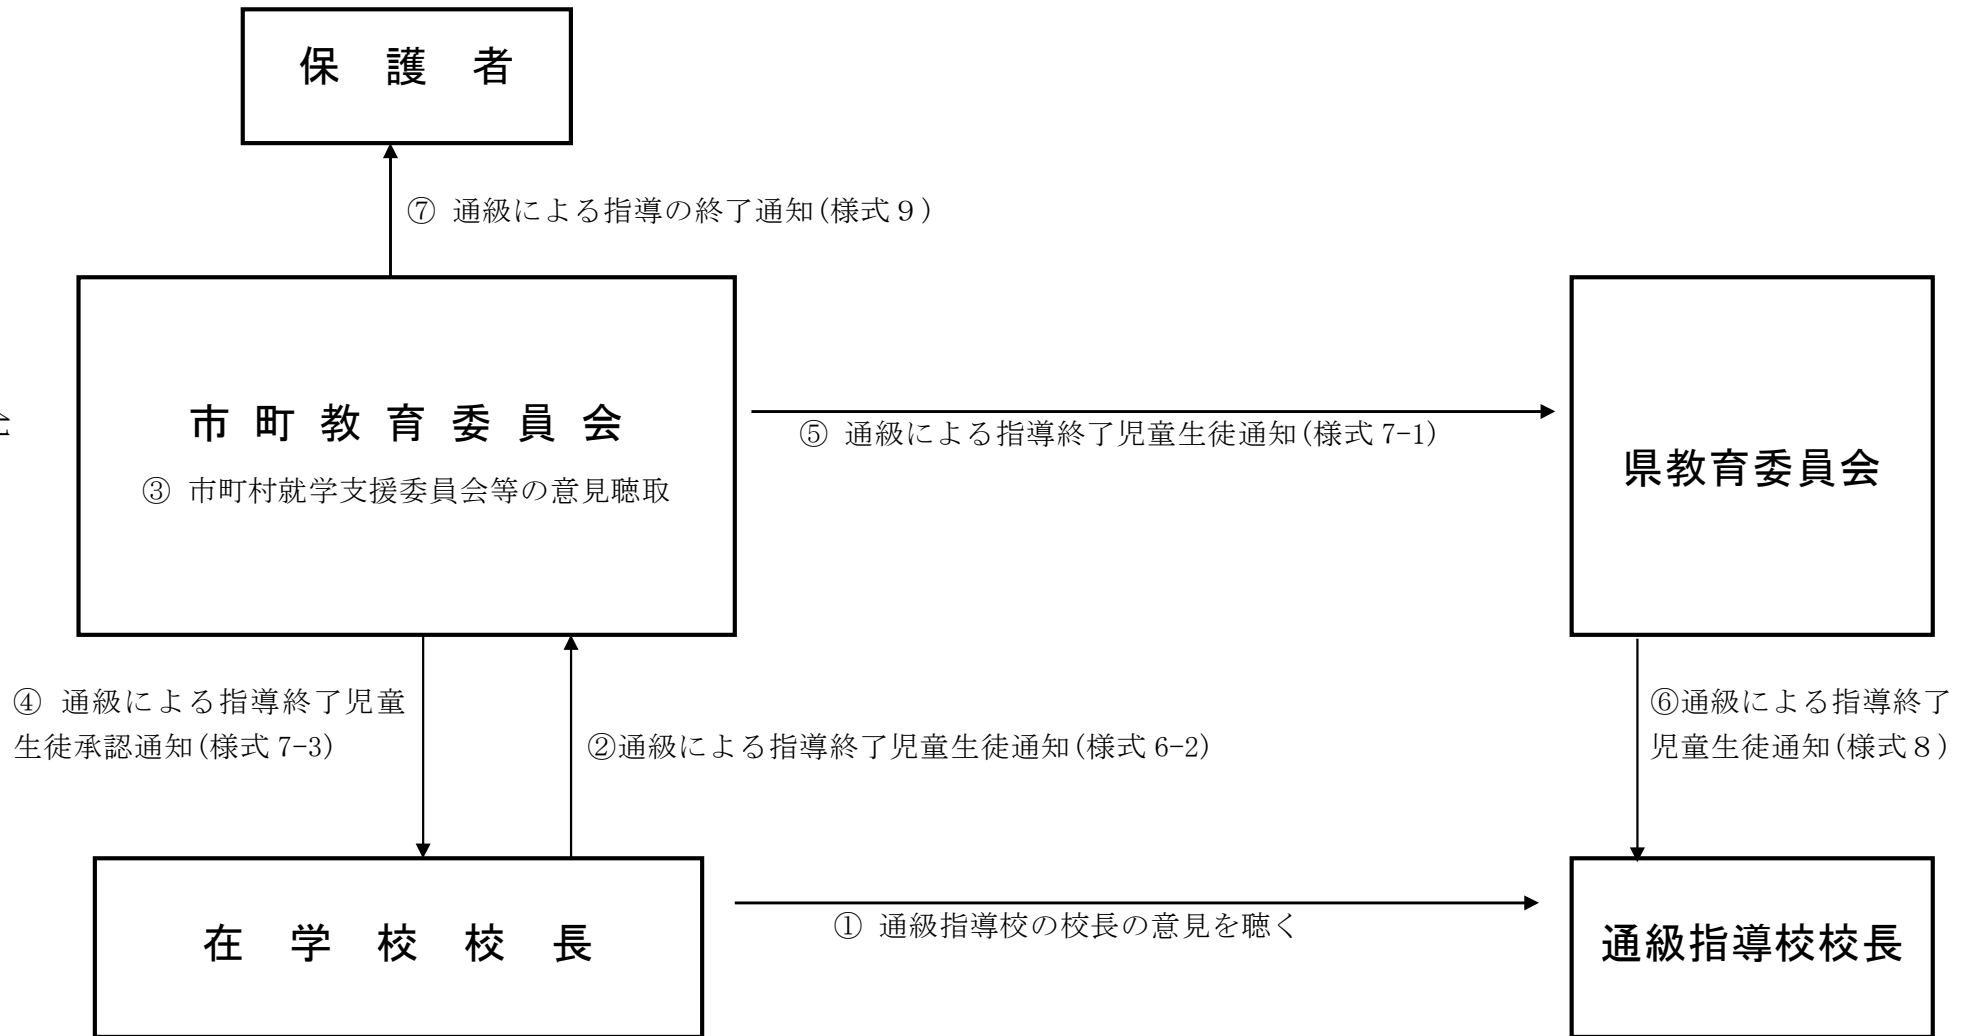 保 護 者
⑦ 通級による指導の終了通知(様式９)
市 町 教 育 委 員 会
③ 市町村就学支援委員会等の意見聴取
⑤ 通級による指導終了児童生徒通知(様式 7-1)
県教育委員会
④ 通級による指導終了児童
生徒承認通知(様式 7-3)
②通級による指導終了児童生徒通知(様式 6-2)
⑥通級による指導終了
児童生徒通知(様式８)
在 学 校 校 長
① 通級指導校の校長の意見を聴く
通級指導校校長